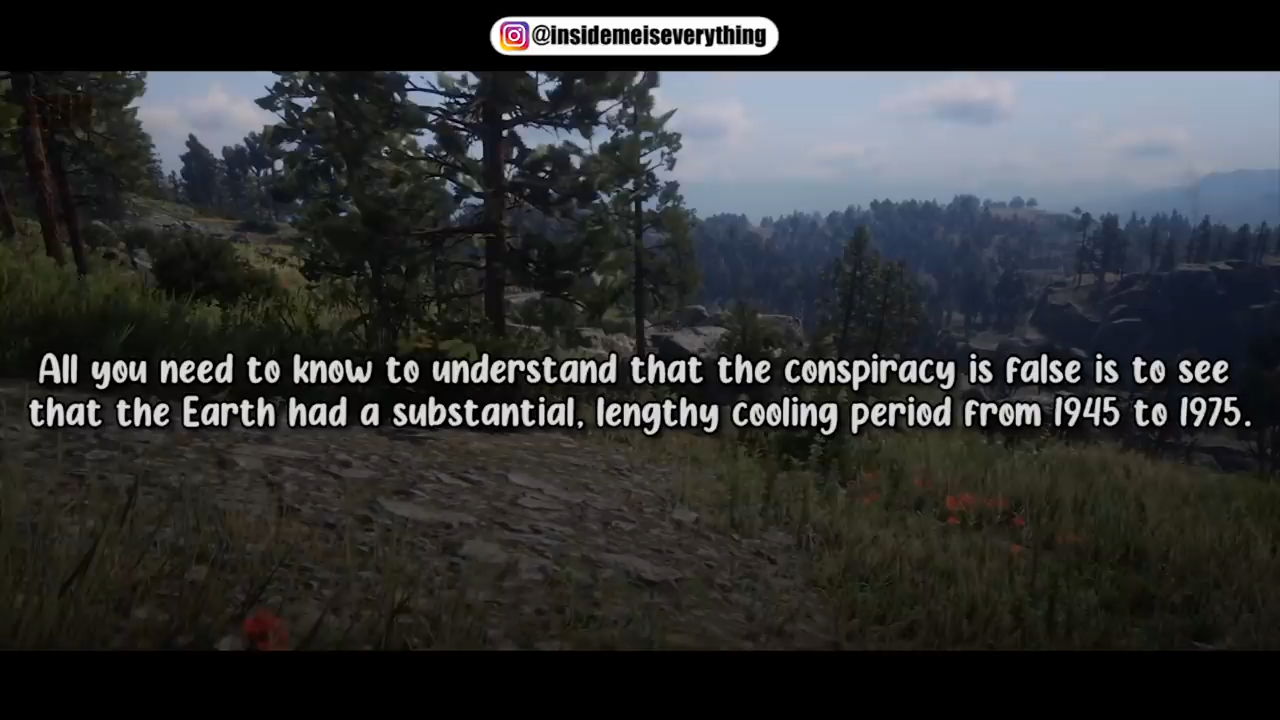 @insidemeiseverything
All you need to know to understand that the conspiracy is false is to see
that the Earth had a substantial, lengthy cooling period from 1945 to 1975.